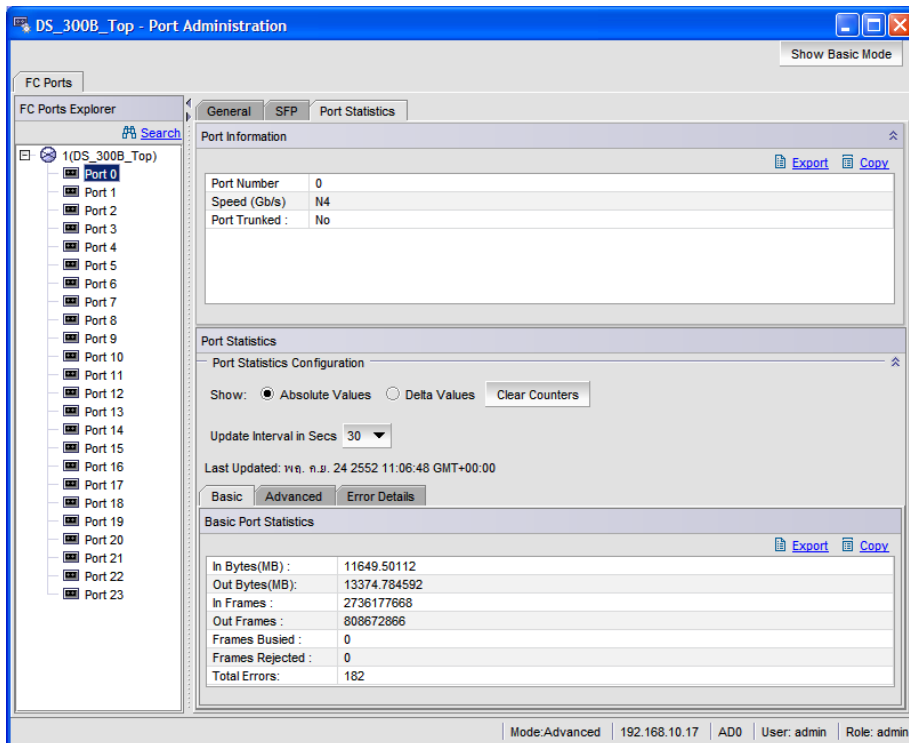 DS_300B_Top - Port Administration
Show Basic Mode
FC Ports
FC Ports Explorer
Search
1(DS_300B_Top)
Port 0
Port 1
Port 2
Port 3
Port 4
Port 5
Port 6
Port 7
Port 8
Port 9
Port 10
Port 11
Port 12
Port 13
Port 14
Port 15
Port 16
Port 17
Port 18
Port 19
Port 20
Port 21
Port 22
Port 23
General SFP Port Statistics
Port Information
Export Copy
Port Number 0
Speed (Gb/s) N4
Port Trunked : No
Port Statistics
Port Statistics Configuration
Show: Absolute Values Delta Values Clear Counters
Update Interval in Secs 30
Last Updated: พฤ. ก.ย. 24 2552 11:06:48 GMT+00:00
Basic Advanced Error Details
Basic Port Statistics
Export Copy
In Bytes(MB) : 11649.50112
Out Bytes(MB): 13374.784592
In Frames : 2736177668
Out Frames : 808672866
Frames Busied : 0
Frames Rejected : 0
Total Errors: 182
Mode:Advanced 192.168.10.17 AD0 User: admin Role: admin